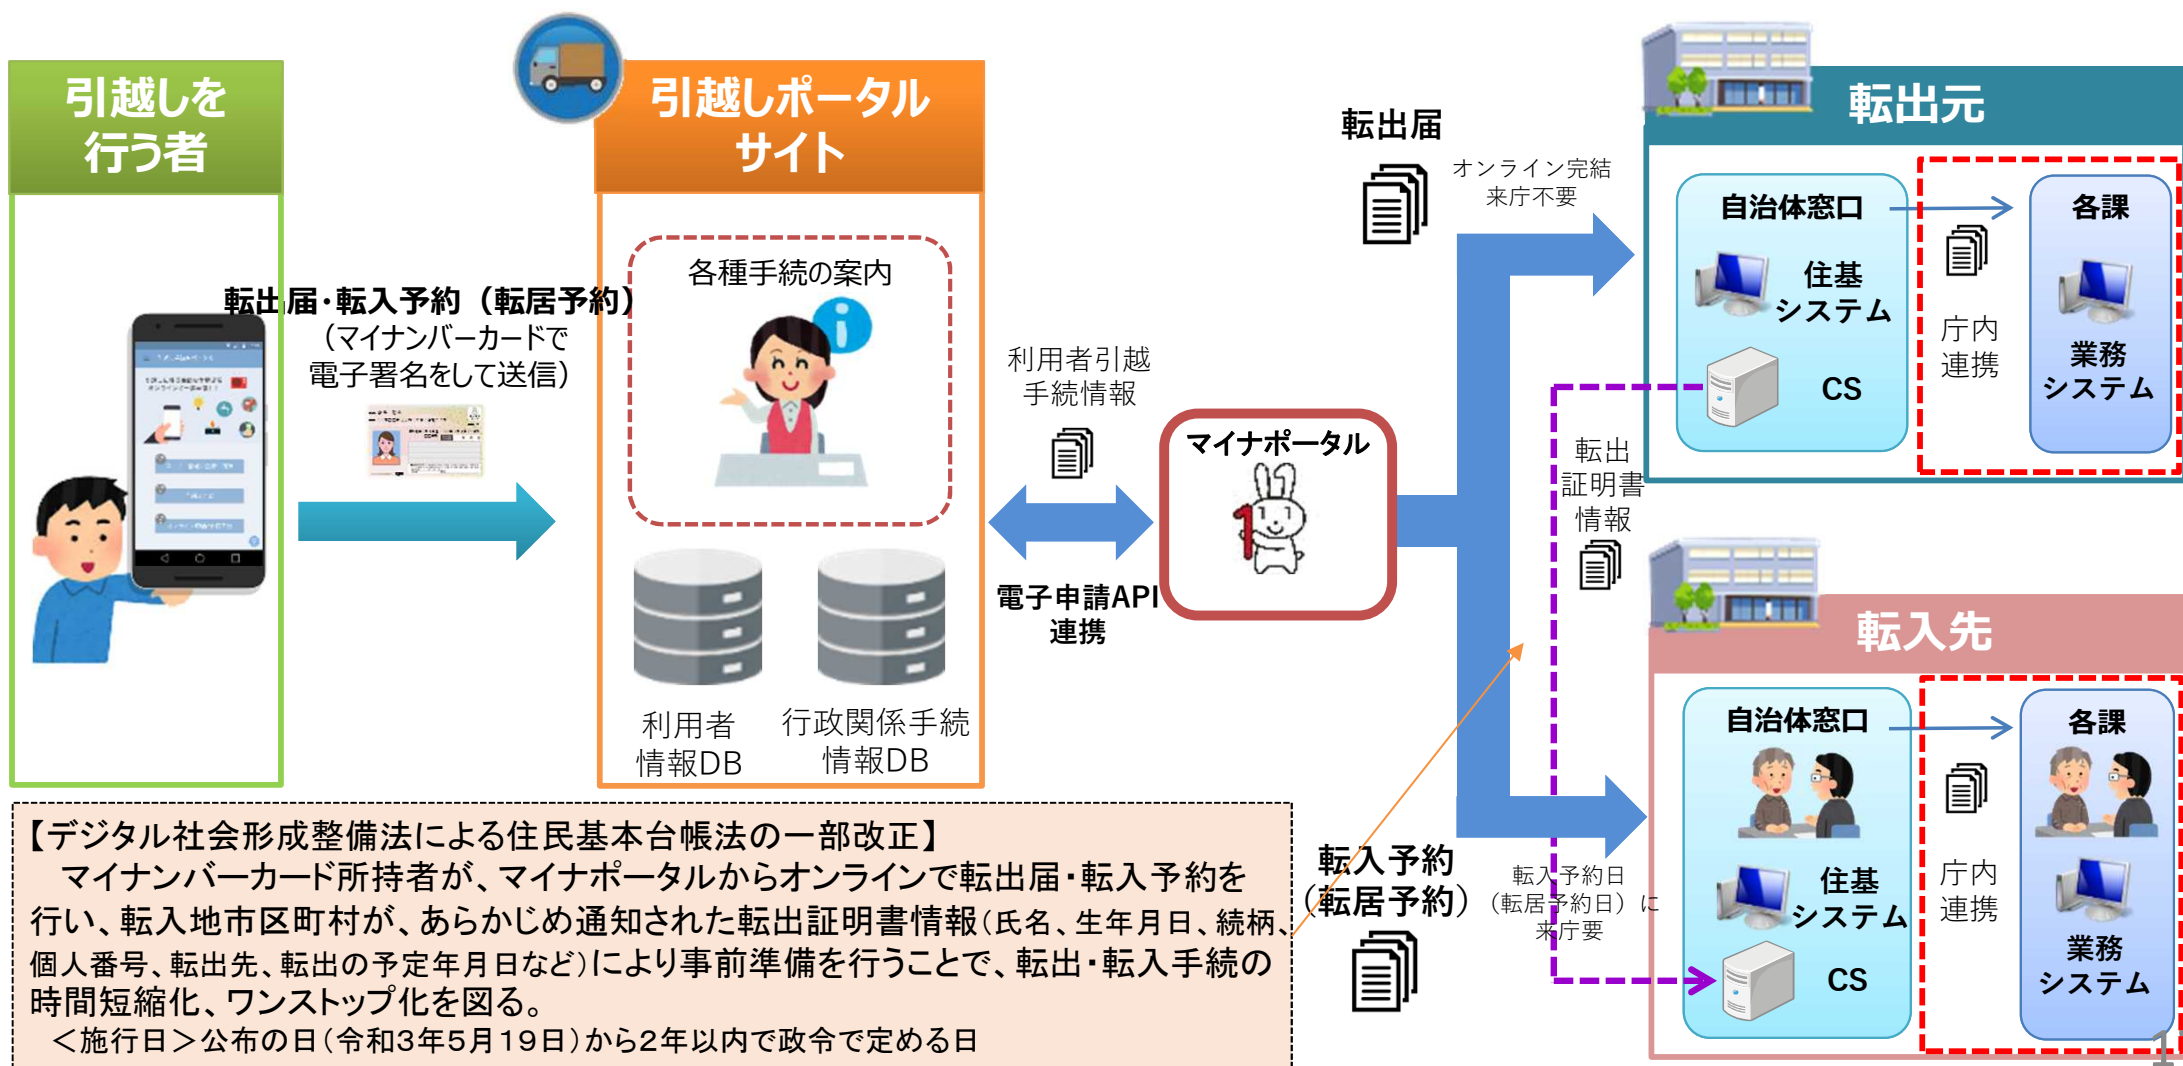 引越しを
行う者
引越しポータル
サイト
転出届・転入予約（転居予約）
（マイナンバーカードで
電子署名をして送信）
各種手続の案内
利用者
情報DB
行政関係手続
情報DB
利用者引越
手続情報
電子申請API
連携
マイナポータル
転出届
オンライン完結
来庁不要
転出元
自治体窓口
住基
システム
CS
庁内
連携
各課
業務
システム
転出
証明書
情報
転入先
自治体窓口
住基
システム
CS
庁内
連携
各課
業務
システム
転入予約
（転居予約）
転入予約日
（転居予約日）に
来庁要
【デジタル社会形成整備法による住民基本台帳法の一部改正】
マイナンバーカード所持者が、マイナポータルからオンラインで転出届・転入予約を
行い、転入地市区町村が、あらかじめ通知された転出証明書情報（氏名、生年月日、続柄、
個人番号、転出先、転出の予定年月日など）により事前準備を行うことで、転出・転入手続の
時間短縮化、ワンストップ化を図る。
＜施行日＞公布の日（令和3年5月19日）から2年以内で政令で定める日
1